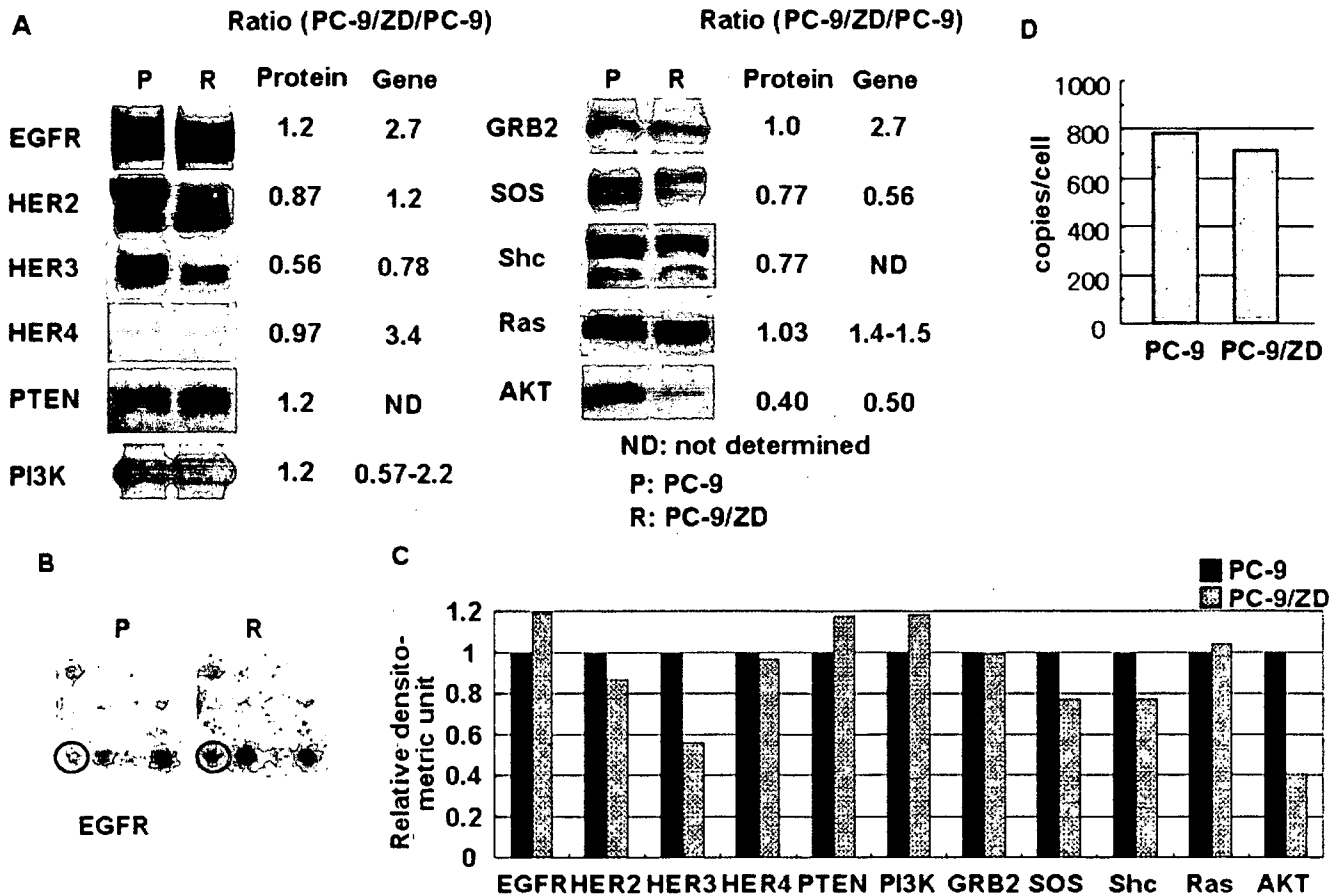 A
Ratio (PC-9/ZD/PC-9)
P R Protein Gene
EGFR 1.2 2.7
HER2 0.87 1.2
HER3 0.56 0.78
HER4 0.97 3.4
PTEN 1.2 ND
PI3K 1.2 0.57-2.2
Ratio (PC-9/ZD/PC-9)
P R Protein Gene
GRB2 1.0 2.7
SOS 0.77 0.56
Shc 0.77 ND
Ras 1.03 1.4-1.5
AKT 0.40 0.50
ND: not determined
P: PC-9
R: PC-9/ZD
D
copies/cell
1000
800
600
400
200
0
PC-9 PC-9/ZD
B
P R
EGFR
C
PC-9
PC-9/ZD
Relative densito-
metric unit
1.2
1
0.8
0.6
0.4
0.2
0
EGFR HER2 HER3 HER4 PTEN PI3K GRB2 SOS Shc Ras AKT